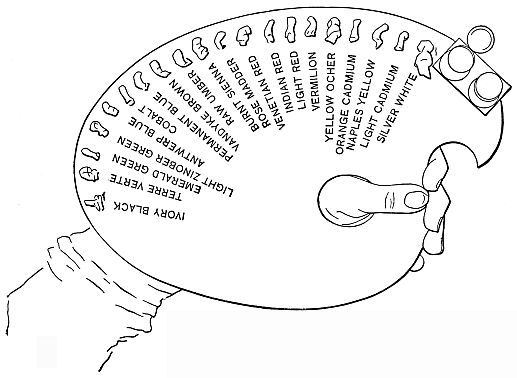 IVORY BLACK
TERRE VERTE
EMERALD GREEN
LIGHT ZINOBER GREEN
ANTWERP BLUE
COBALT
PERMANENT BLUE
VANDYKE BROWN
RAW UMBER
BURNT SIENNA
ROSE MADDER
VENETIAN RED
INDIAN RED
LIGHT RED
VERMILION
YELLOW OCHER
ORANGE CADMIUM
NAPLES YELLOW
LIGHT CADMIUM
SILVER WHITE